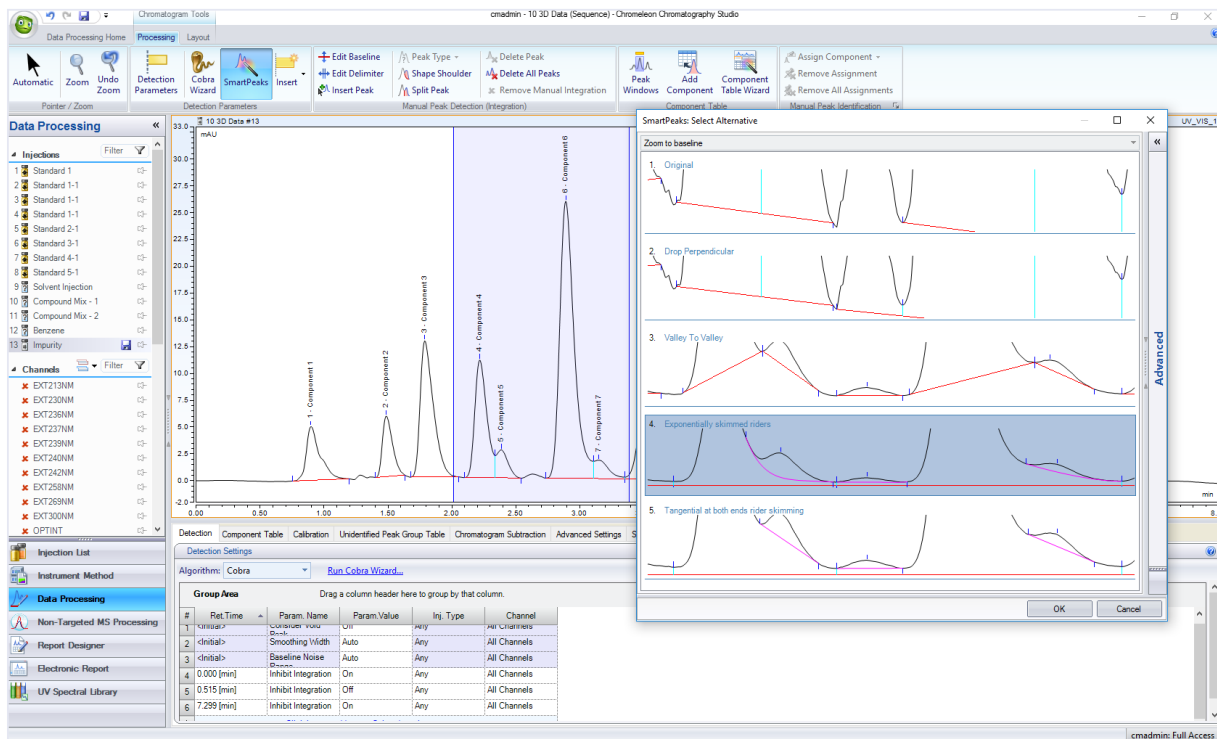 Chromatogram Tools
cmadmin - 10 3D Data (Sequence) - Chromeleon Chromatography Studio
Data Processing Home
Processing
Layout
Automatic
Zoom
Undo Zoom
Detection Parameters
Cobra Wizard
SmartPeaks
Insert
Edit Baseline
Edit Delimiter
Insert Peak
Peak Type
Shape Shoulder
Split Peak
Delete Peak
Delete All Peaks
Remove Manual Integration
Peak Windows
Add Component
Component Table Wizard
Assign Component
Remove Assignment
Remove All Assignments
Pointer / Zoom
Detection Parameters
Manual Peak Detection (Integration)
Component Table
Manual Peak Identification
Data Processing
«
Injections
Filter
1 Standard 1
2 Standard 1-1
3 Standard 1-1
4 Standard 1-1
5 Standard 2-1
6 Standard 3-1
7 Standard 4-1
8 Standard 5-1
9 Solvent Injection
10 Compound Mix - 1
11 Compound Mix - 2
12 Benzene
13 Impurity
Channels
Filter
EXT213NM
EXT230NM
EXT236NM
EXT237NM
EXT239NM
EXT240NM
EXT242NM
EXT258NM
EXT269NM
EXT300NM
OPTINT
Injection List
Instrument Method
Data Processing
Non-Targeted MS Processing
Report Designer
Electronic Report
UV Spectral Library
10 3D Data #13
UV_VIS_1
33.0
mAU
30.0
27.5
25.0
22.5
20.0
17.5
15.0
12.5
10.0
7.5
5.0
2.5
0.0
-2.0
1 - Component 1
2 - Component 2
3 - Component 3
4 - Component 4
5 - Component 5
6 - Component 6
7 - Component 7
0.00
0.50
1.00
1.50
2.00
2.50
3.00
min
SmartPeaks: Select Alternative
Zoom to baseline
«
1. Original
2. Drop Perpendicular
3. Valley To Valley
4. Exponentially skimmed riders
5. Tangential at both ends rider skimming
Advanced
OK
Cancel
Detection
Component Table
Calibration
Unidentified Peak Group Table
Chromatogram Subtraction
Advanced Settings
Detection Settings
Algorithm: Cobra
Run Cobra Wizard...
Group Area
Drag a column header here to group by that column.
# Ret.Time Param. Name Param.Value Inj. Type Channel
1 <Initial> Consider Void Peak Off Any All Channels
2 <Initial> Smoothing Width Auto Any All Channels
3 <Initial> Baseline Noise Range Auto Any All Channels
4 0.000 [min] Inhibit Integration On Any All Channels
5 0.515 [min] Inhibit Integration Off Any All Channels
6 7.299 [min] Inhibit Integration On Any All Channels
cmadmin: Full Access